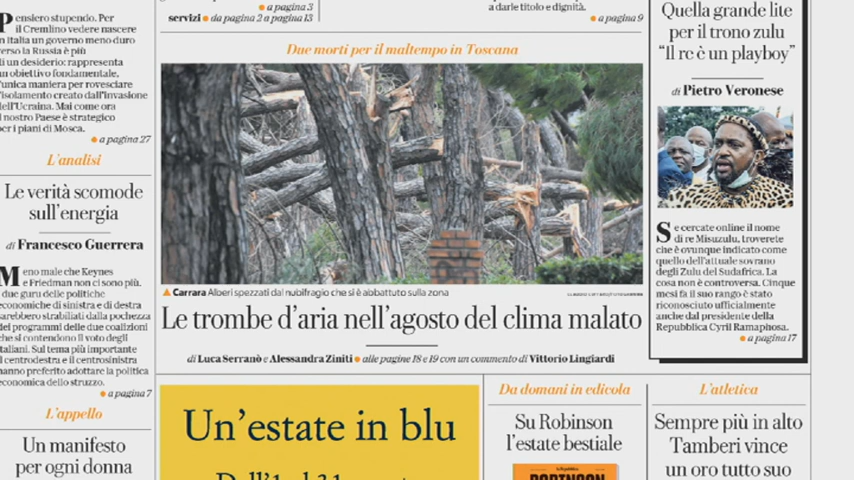 Pensiero stupendo. Per
il Cremlino vedere nascere
in Italia un governo meno duro
verso la Russia è più
di un desiderio: rappresenta
un obiettivo fondamentale,
l'unica maniera per rovesciare
l'isolamento creato dall'invasione
dell'Ucraina. Mai come ora
il nostro Paese è strategico
per i piani di Mosca.
● a pagina 27
L'analisi
Le verità scomode
sull'energia
di Francesco Guerrera
Meno male che Keynes
e Friedman non ci sono più.
I due guru delle politiche
economiche di sinistra e di destra
sarebbero strabiliati dalla pochezza
dei programmi delle due coalizioni
che si contendono il voto degli
italiani. Sul tema più importante
il centrodestra e il centrosinistra
hanno preferito adottare la politica
economica dello struzzo.
● a pagina 7
L'appello
Un manifesto
per ogni donna
● a pagina 3
servizi ● da pagina 2 a pagina 13
a darle titolo e dignità.
● a pagina 9
Due morti per il maltempo in Toscana
▲ Carrara Alberi spezzati dal nubifragio che si è abbattuto sulla zona
Le trombe d'aria nell'agosto del clima malato
di Luca Serranò e Alessandra Ziniti ● alle pagine 18 e 19 con un commento di Vittorio Lingiardi
Un'estate in blu
Da domani in edicola
Su Robinson
l'estate bestiale
la Repubblica
ROBINSON
L'atletica
Sempre più in alto
Tamberi vince
un oro tutto suo
Quella grande lite
per il trono zulu
"Il re è un playboy"
di Pietro Veronese
Se cercate online il nome
di re Misuzulu, troverete
che è ovunque indicato come
quello dell'attuale sovrano
degli Zulu del Sudafrica. La
cosa non è controversa. Cinque
mesi fa il suo rango è stato
riconosciuto ufficialmente
anche dal presidente della
Repubblica Cyril Ramaphosa.
● a pagina 17